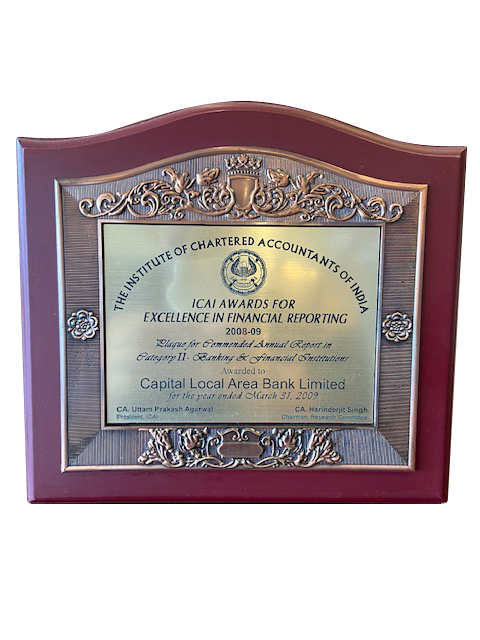 THE INSTITUTE OF CHARTERED ACCOUNTANTS OF INDIA
ICAI AWARDS FOR
EXCELLENCE IN FINANCIAL REPORTING
2008-09
Plaque for Commended Annual Report in
Category II - Banking & Financial Institutions
Awarded to
Capital Local Area Bank Limited
for the year ended March 31, 2009
CA. Uttam Prakash Agarwal CA. Harinderjit Singh
President, ICAI Chairman, Research Committee